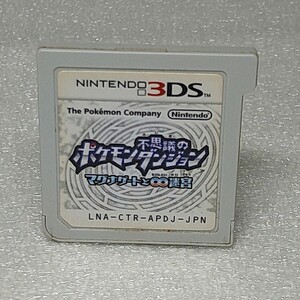 NINTENDO 3DS™
The Pokémon Company Nintendo
不思議の
ポケモンダンジョン
マグナゲートと∞迷宮
LNA-CTR-APDJ-JPN